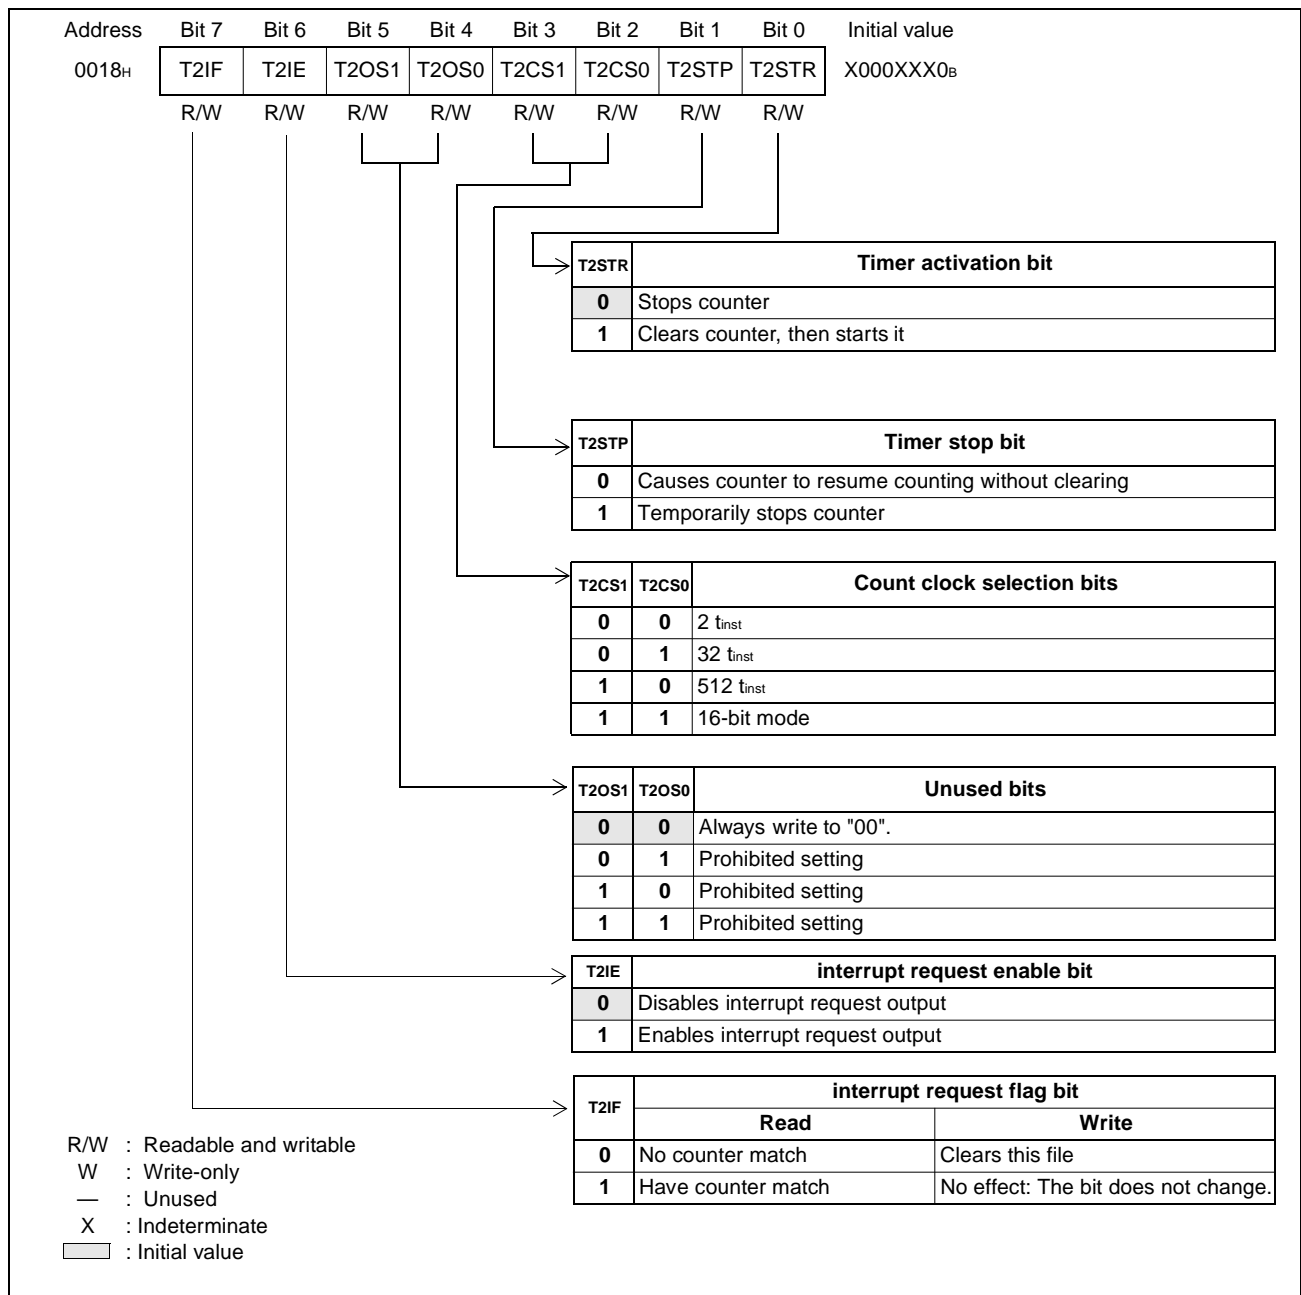 Address Bit 7 Bit 6 Bit 5 Bit 4 Bit 3 Bit 2 Bit 1 Bit 0 Initial value
0018H T2IF T2IE T2OS1 T2OS0 T2CS1 T2CS0 T2STP T2STR X000XXX0B
R/W R/W R/W R/W R/W R/W R/W R/W
T2STR Timer activation bit
0 Stops counter
1 Clears counter, then starts it
T2STP Timer stop bit
0 Causes counter to resume counting without clearing
1 Temporarily stops counter
T2CS1 T2CS0 Count clock selection bits
0 0 2 tinst
0 1 32 tinst
1 0 512 tinst
1 1 16-bit mode
T2OS1 T2OS0 Unused bits
0 0 Always write to "00".
0 1 Prohibited setting
1 0 Prohibited setting
1 1 Prohibited setting
T2IE interrupt request enable bit
0 Disables interrupt request output
1 Enables interrupt request output
T2IF interrupt request flag bit
Read Write
0 No counter match Clears this file
1 Have counter match No effect: The bit does not change.
R/W : Readable and writable
W : Write-only
— : Unused
X : Indeterminate
: Initial value